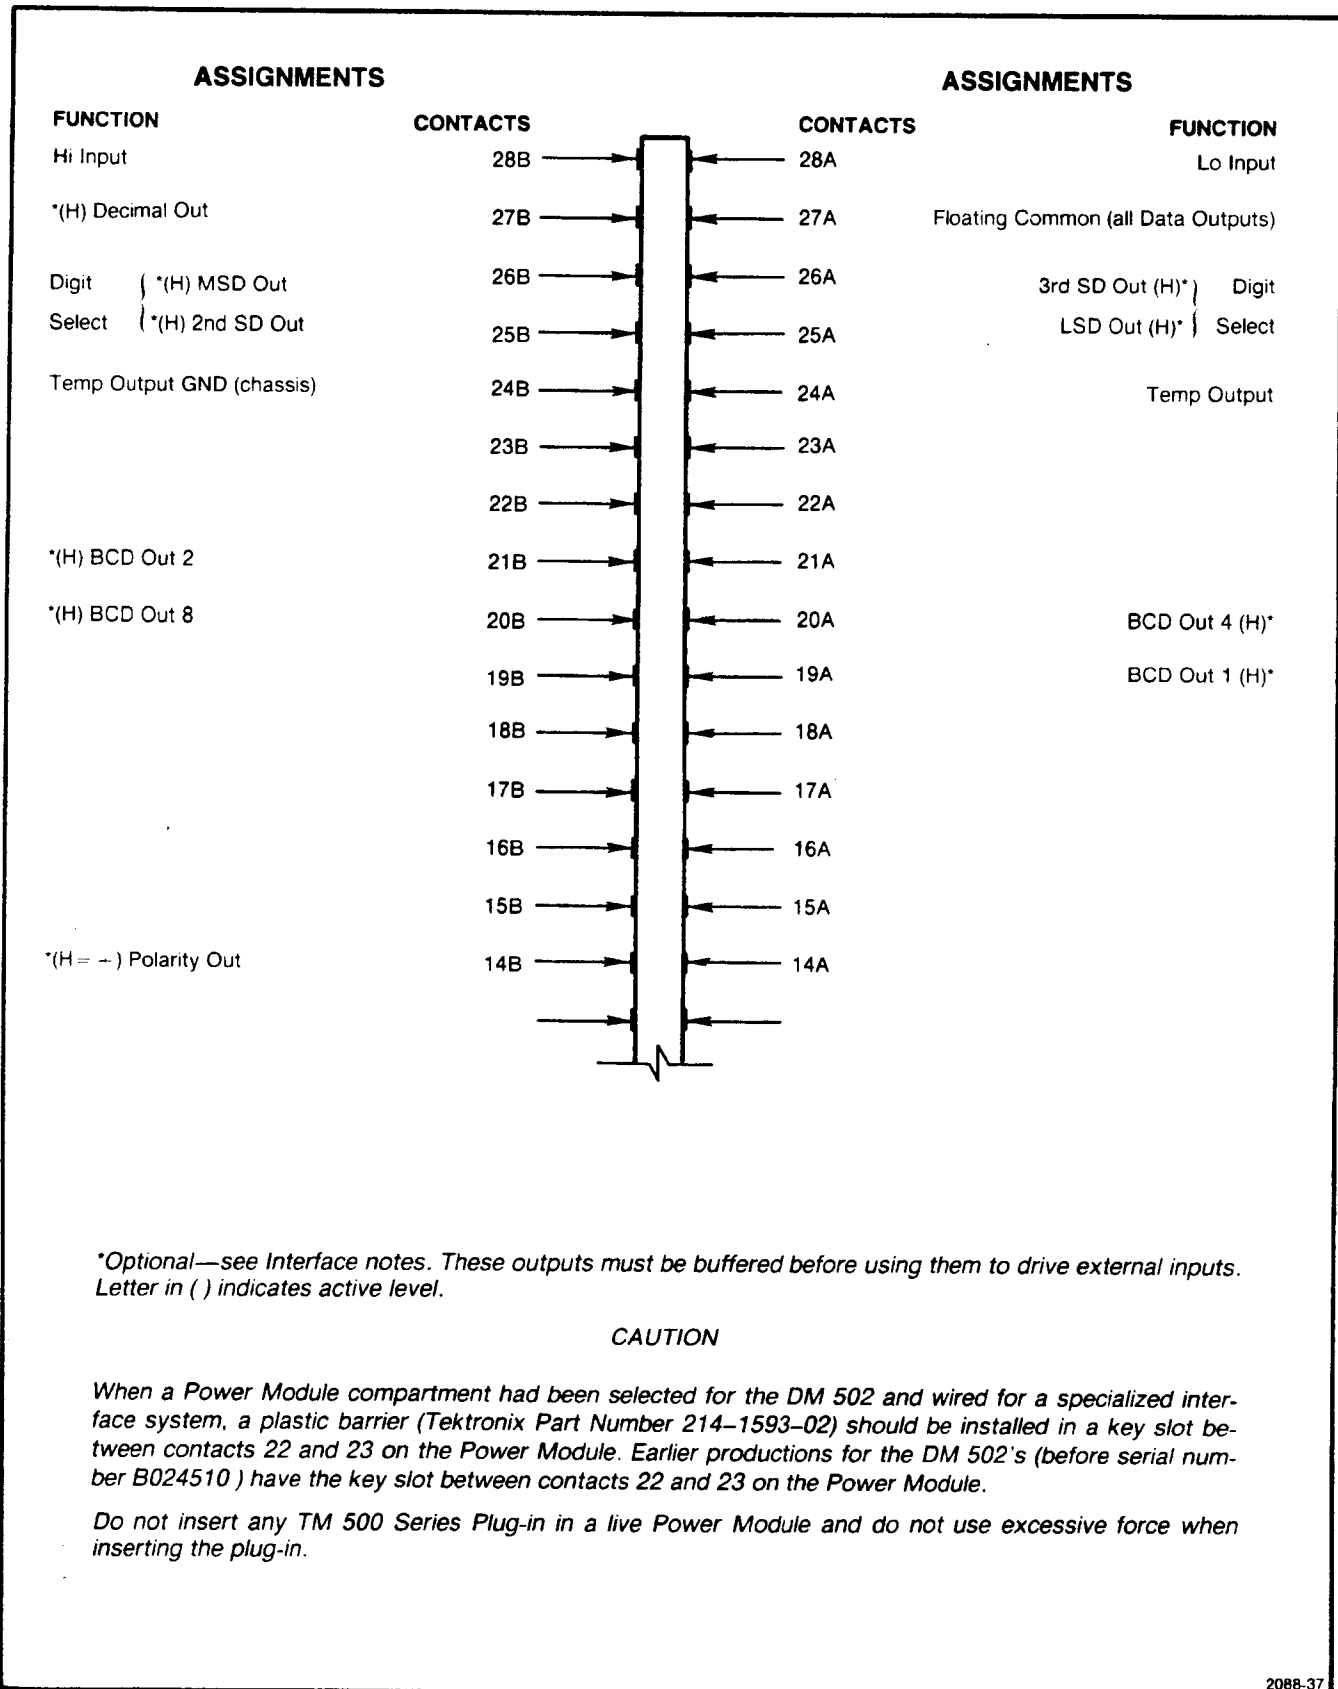 ASSIGNMENTS ASSIGNMENTS
FUNCTION CONTACTS CONTACTS FUNCTION
Hi Input 28B 28A Lo Input
*(H) Decimal Out 27B 27A Floating Common (all Data Outputs)
Digit *(H) MSD Out 26B 26A 3rd SD Out (H)* Digit
Select *(H) 2nd SD Out 25B 25A LSD Out (H)* Select
Temp Output GND (chassis) 24B 24A Temp Output
23B 23A
22B 22A
*(H) BCD Out 2 21B 21A
*(H) BCD Out 8 20B 20A BCD Out 4 (H)*
19B 19A BCD Out 1 (H)*
18B 18A
17B 17A
16B 16A
15B 15A
*(H = –) Polarity Out 14B 14A
*Optional—see Interface notes. These outputs must be buffered before using them to drive external inputs.
Letter in ( ) indicates active level.
CAUTION
When a Power Module compartment had been selected for the DM 502 and wired for a specialized inter-
face system, a plastic barrier (Tektronix Part Number 214–1593–02) should be installed in a key slot be-
tween contacts 22 and 23 on the Power Module. Earlier productions for the DM 502's (before serial num-
ber B024510 ) have the key slot between contacts 22 and 23 on the Power Module.
Do not insert any TM 500 Series Plug-in in a live Power Module and do not use excessive force when
inserting the plug-in.
2088-37